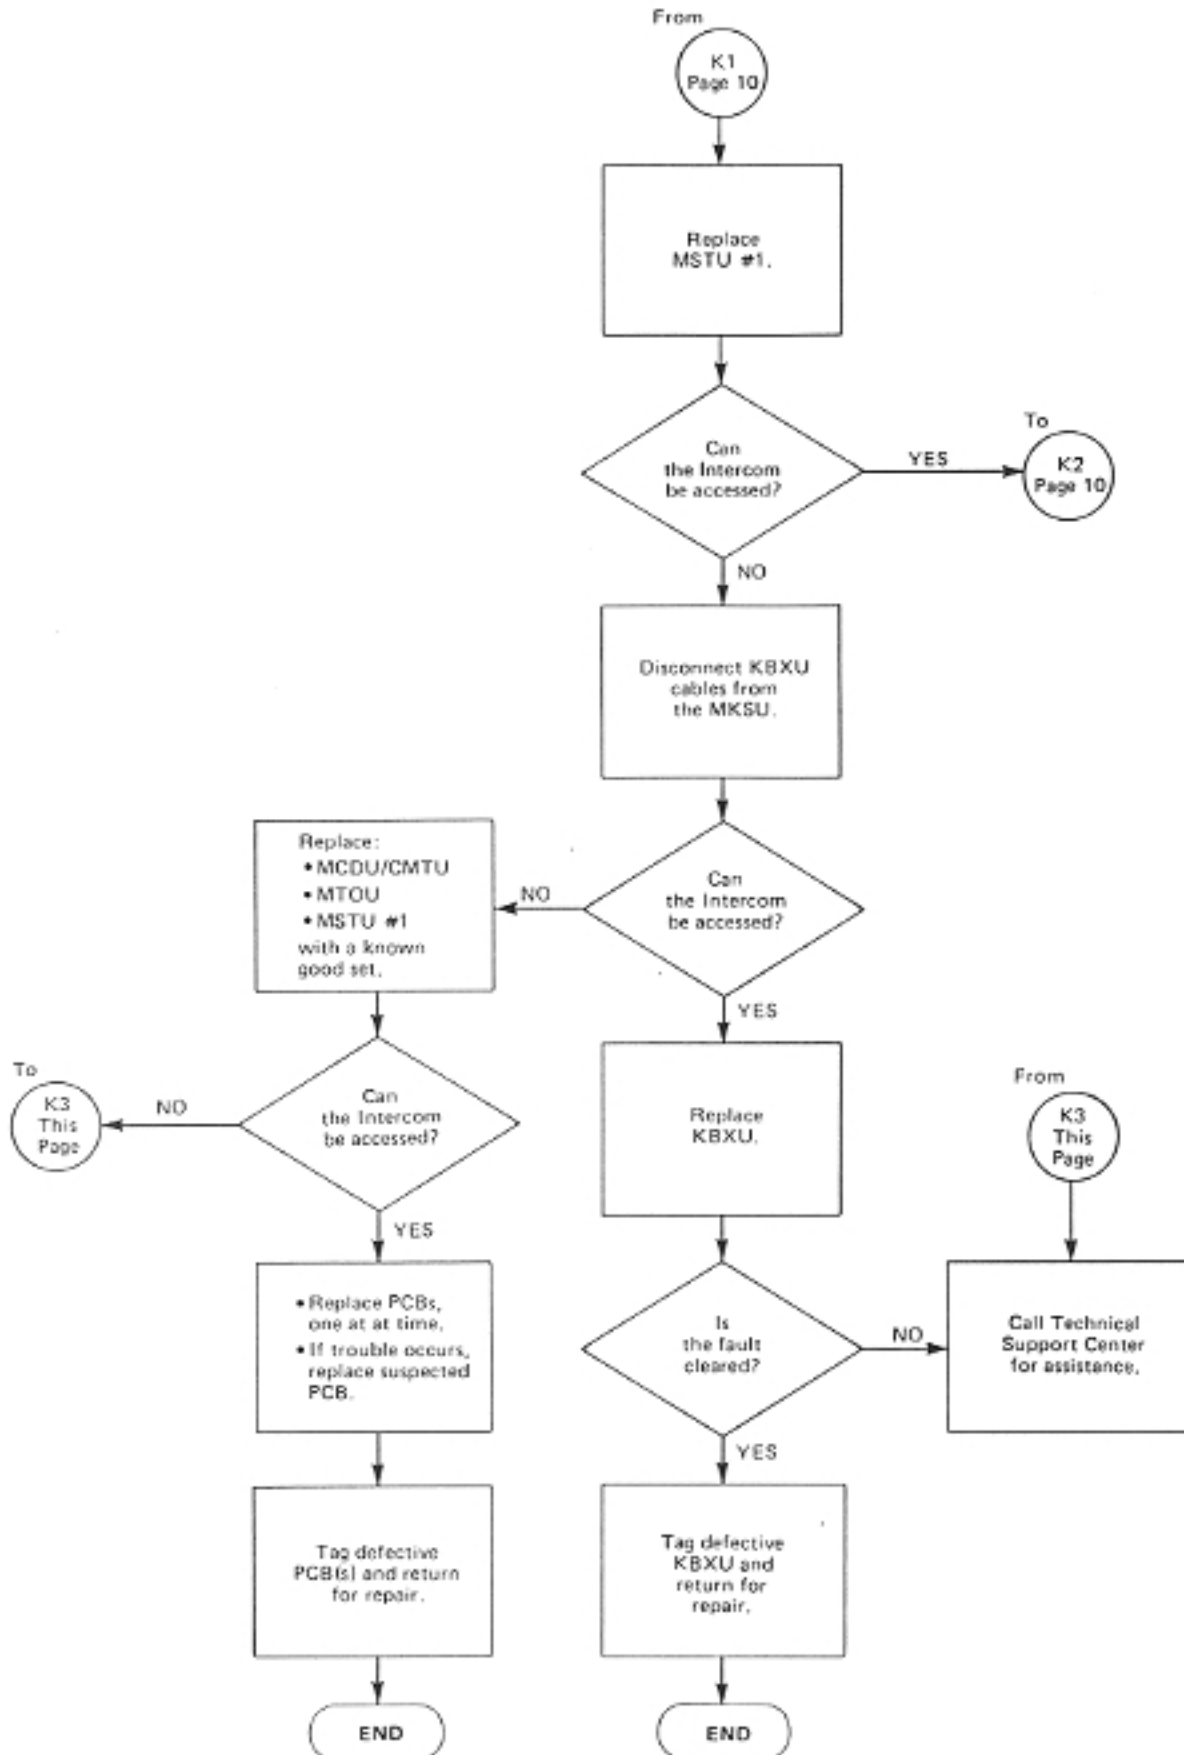 From
K1
Page 10
Replace
MSTU #1.
Can
the Intercom
be accessed?
YES
To
K2
Page 10
NO
Disconnect KBXU
cables from
the MKSU.
Replace:
• MCDU/CMTU
• MTOU
• MSTU #1
with a known
good set.
NO
Can
the Intercom
be accessed?
YES
To
K3
This
Page
NO
Can
the Intercom
be accessed?
YES
Replace
KBXU.
From
K3
This
Page
• Replace PCBs,
one at at time.
• If trouble occurs,
replace suspected
PCB.
Is
the fault
cleared?
NO
Call Technical
Support Center
for assistance.
YES
Tag defective
PCB(s) and return
for repair.
Tag defective
KBXU and
return for
repair.
END
END